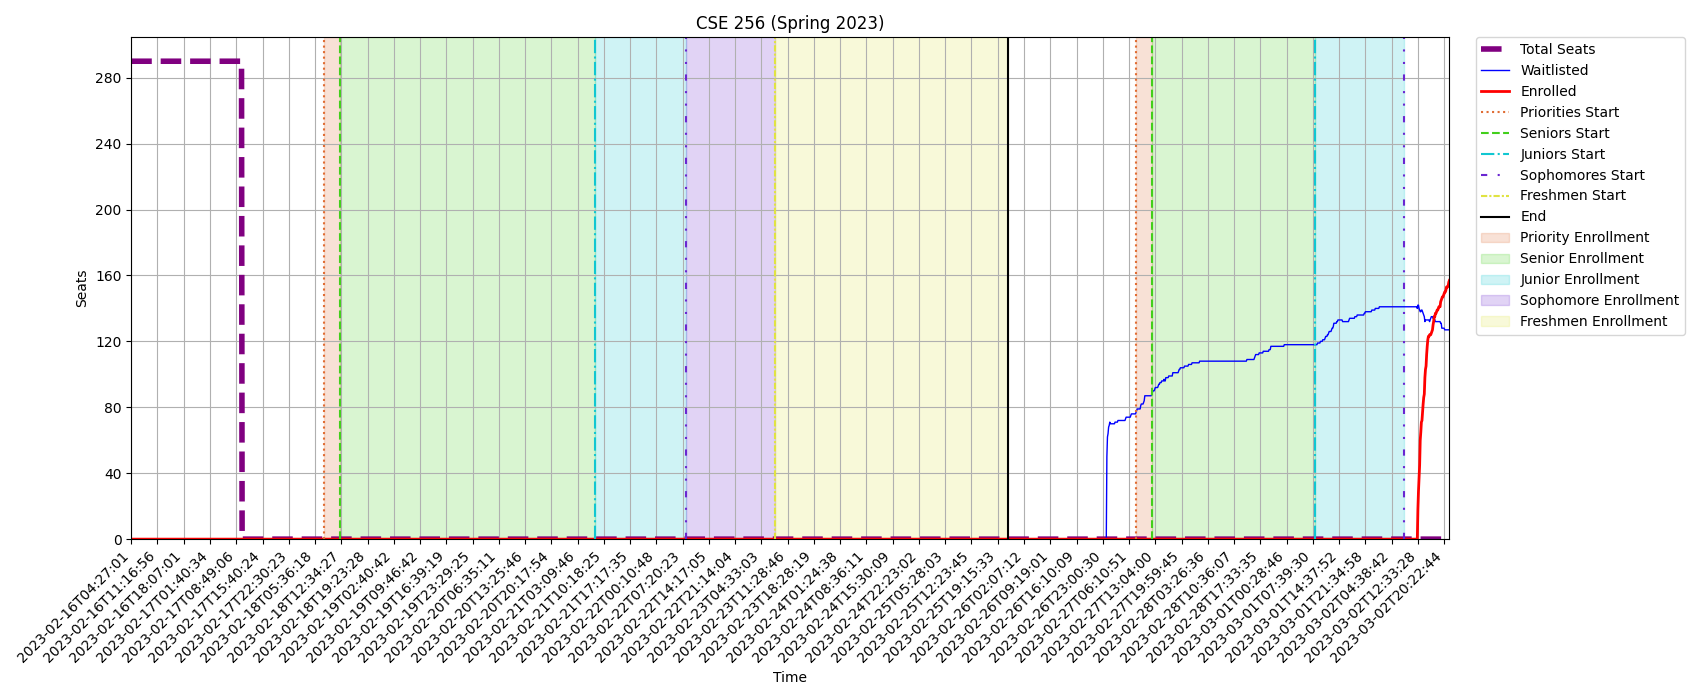 CSE 256 (Spring 2023)
Seats
280
240
200
160
120
80
40
0
2023-02-16T04:27:01
2023-02-16T11:16:56
2023-02-16T18:07:01
2023-02-17T01:40:34
2023-02-17T08:49:06
2023-02-17T15:40:24
2023-02-17T22:30:23
2023-02-18T05:36:18
2023-02-18T12:34:27
2023-02-18T19:23:28
2023-02-19T02:40:42
2023-02-19T09:46:42
2023-02-19T16:39:19
2023-02-19T23:29:25
2023-02-20T06:35:11
2023-02-20T13:25:46
2023-02-20T20:17:54
2023-02-21T03:09:46
2023-02-21T10:18:25
2023-02-21T17:17:35
2023-02-22T00:10:48
2023-02-22T07:20:23
2023-02-22T14:17:05
2023-02-22T21:14:04
2023-02-23T04:33:03
2023-02-23T11:28:46
2023-02-23T18:28:19
2023-02-24T01:24:38
2023-02-24T08:36:11
2023-02-24T15:30:09
2023-02-24T22:23:02
2023-02-25T05:28:03
2023-02-25T12:23:45
2023-02-25T19:15:33
2023-02-26T02:07:12
2023-02-26T09:19:01
2023-02-26T16:10:09
2023-02-26T23:00:30
2023-02-27T06:10:51
2023-02-27T13:04:00
2023-02-27T19:59:45
2023-02-28T03:26:36
2023-02-28T10:36:07
2023-02-28T17:33:35
2023-03-01T00:28:46
2023-03-01T07:39:30
2023-03-01T14:37:52
2023-03-01T21:34:58
2023-03-02T04:38:42
2023-03-02T12:33:28
2023-03-02T20:22:44
Time
Total Seats
Waitlisted
Enrolled
Priorities Start
Seniors Start
Juniors Start
Sophomores Start
Freshmen Start
End
Priority Enrollment
Senior Enrollment
Junior Enrollment
Sophomore Enrollment
Freshmen Enrollment